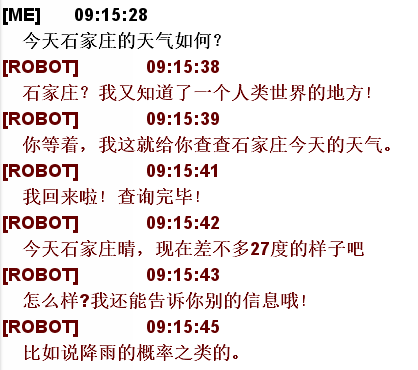 [ME] 09:15:28
今天石家庄的天气如何?
[ROBOT] 09:15:38
石家庄？我又知道了一个人类世界的地方！
[ROBOT] 09:15:39
你等着，我这就给你查查石家庄今天的天气。
[ROBOT] 09:15:41
我回来啦！查询完毕！
[ROBOT] 09:15:42
今天石家庄晴，现在差不多27度的样子吧
[ROBOT] 09:15:43
怎么样?我还能告诉你别的信息哦！
[ROBOT] 09:15:45
比如说降雨的概率之类的。